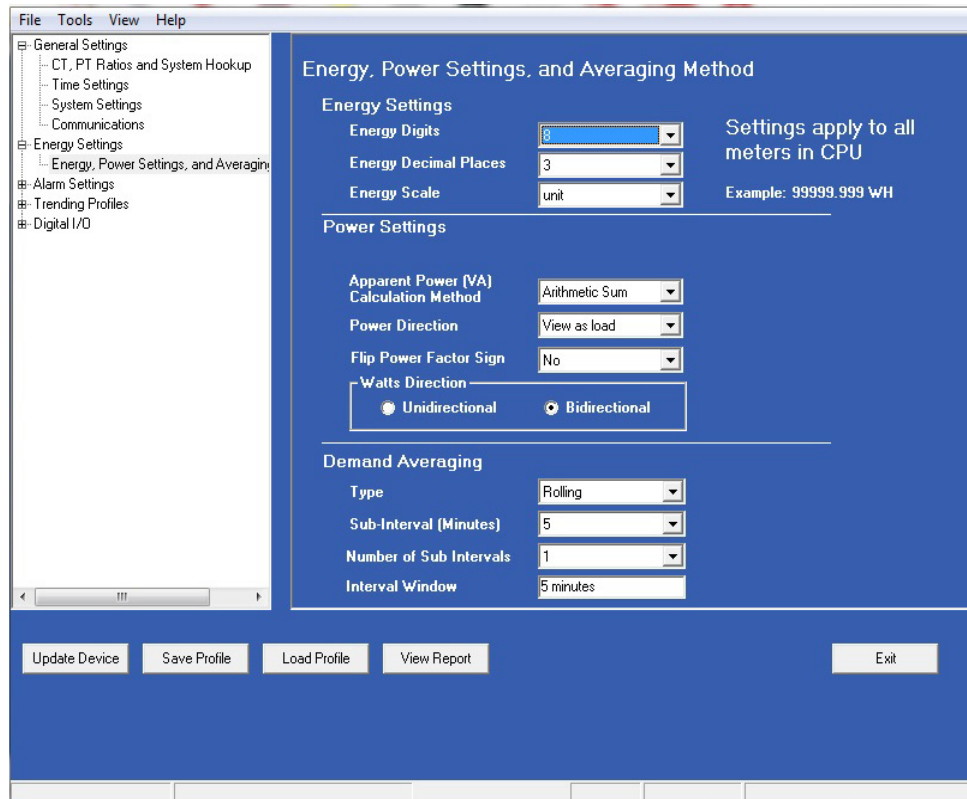 File Tools View Help
General Settings
CT, PT Ratios and System Hookup
Time Settings
System Settings
Communications
Energy Settings
Energy, Power Settings, and Averaging
Alarm Settings
Trending Profiles
Digital I/O
Energy, Power Settings, and Averaging Method
Energy Settings
Energy Digits 8
Energy Decimal Places 3
Energy Scale unit
Settings apply to all
meters in CPU
Example: 99999.999 WH
Power Settings
Apparent Power (VA)
Calculation Method Arithmetic Sum
Power Direction View as load
Flip Power Factor Sign No
Watts Direction
Unidirectional Bidirectional
Demand Averaging
Type Rolling
Sub-Interval (Minutes) 5
Number of Sub Intervals 1
Interval Window 5 minutes
Update Device Save Profile Load Profile View Report Exit